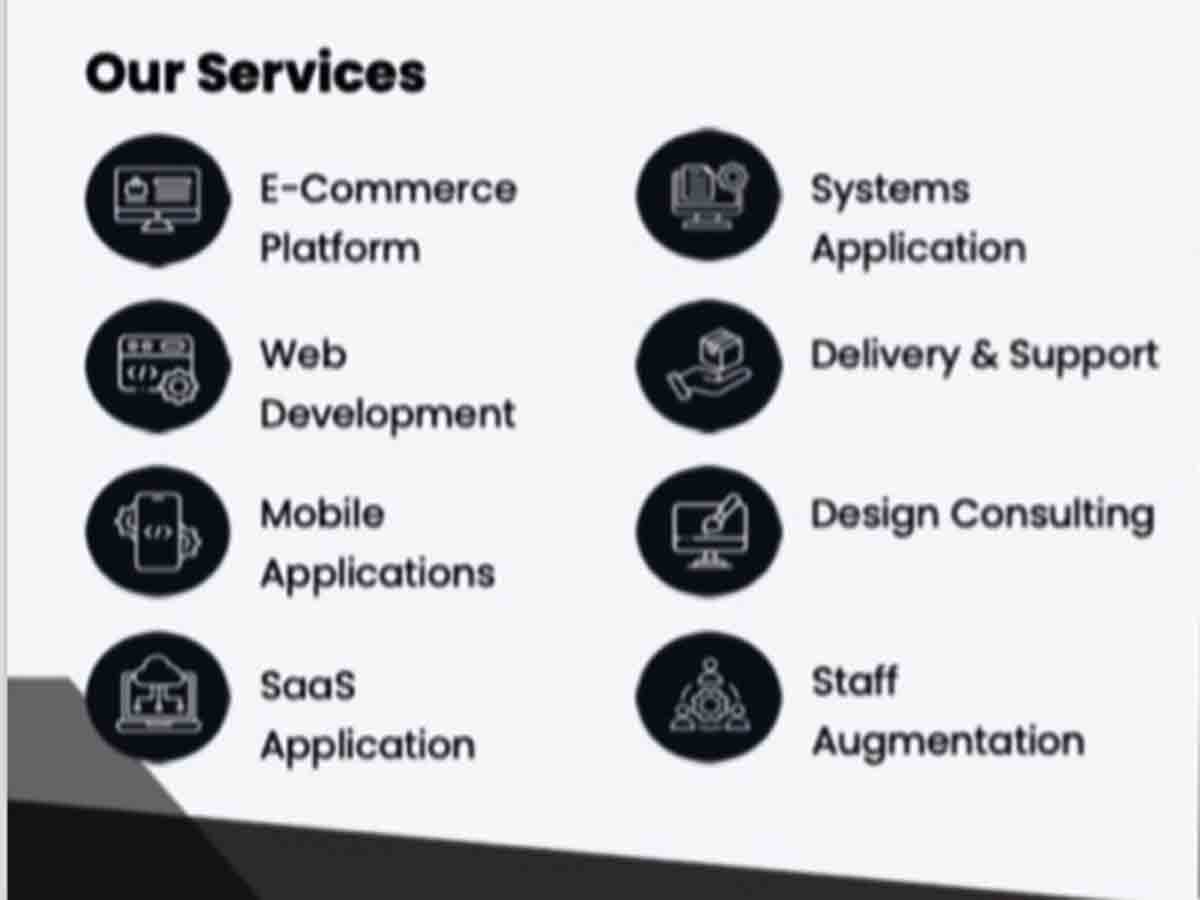 Our Services
E-Commerce
Platform
Web
Development
Mobile
Applications
SaaS
Application
Systems
Application
Delivery & Support
Design Consulting
Staff
Augmentation